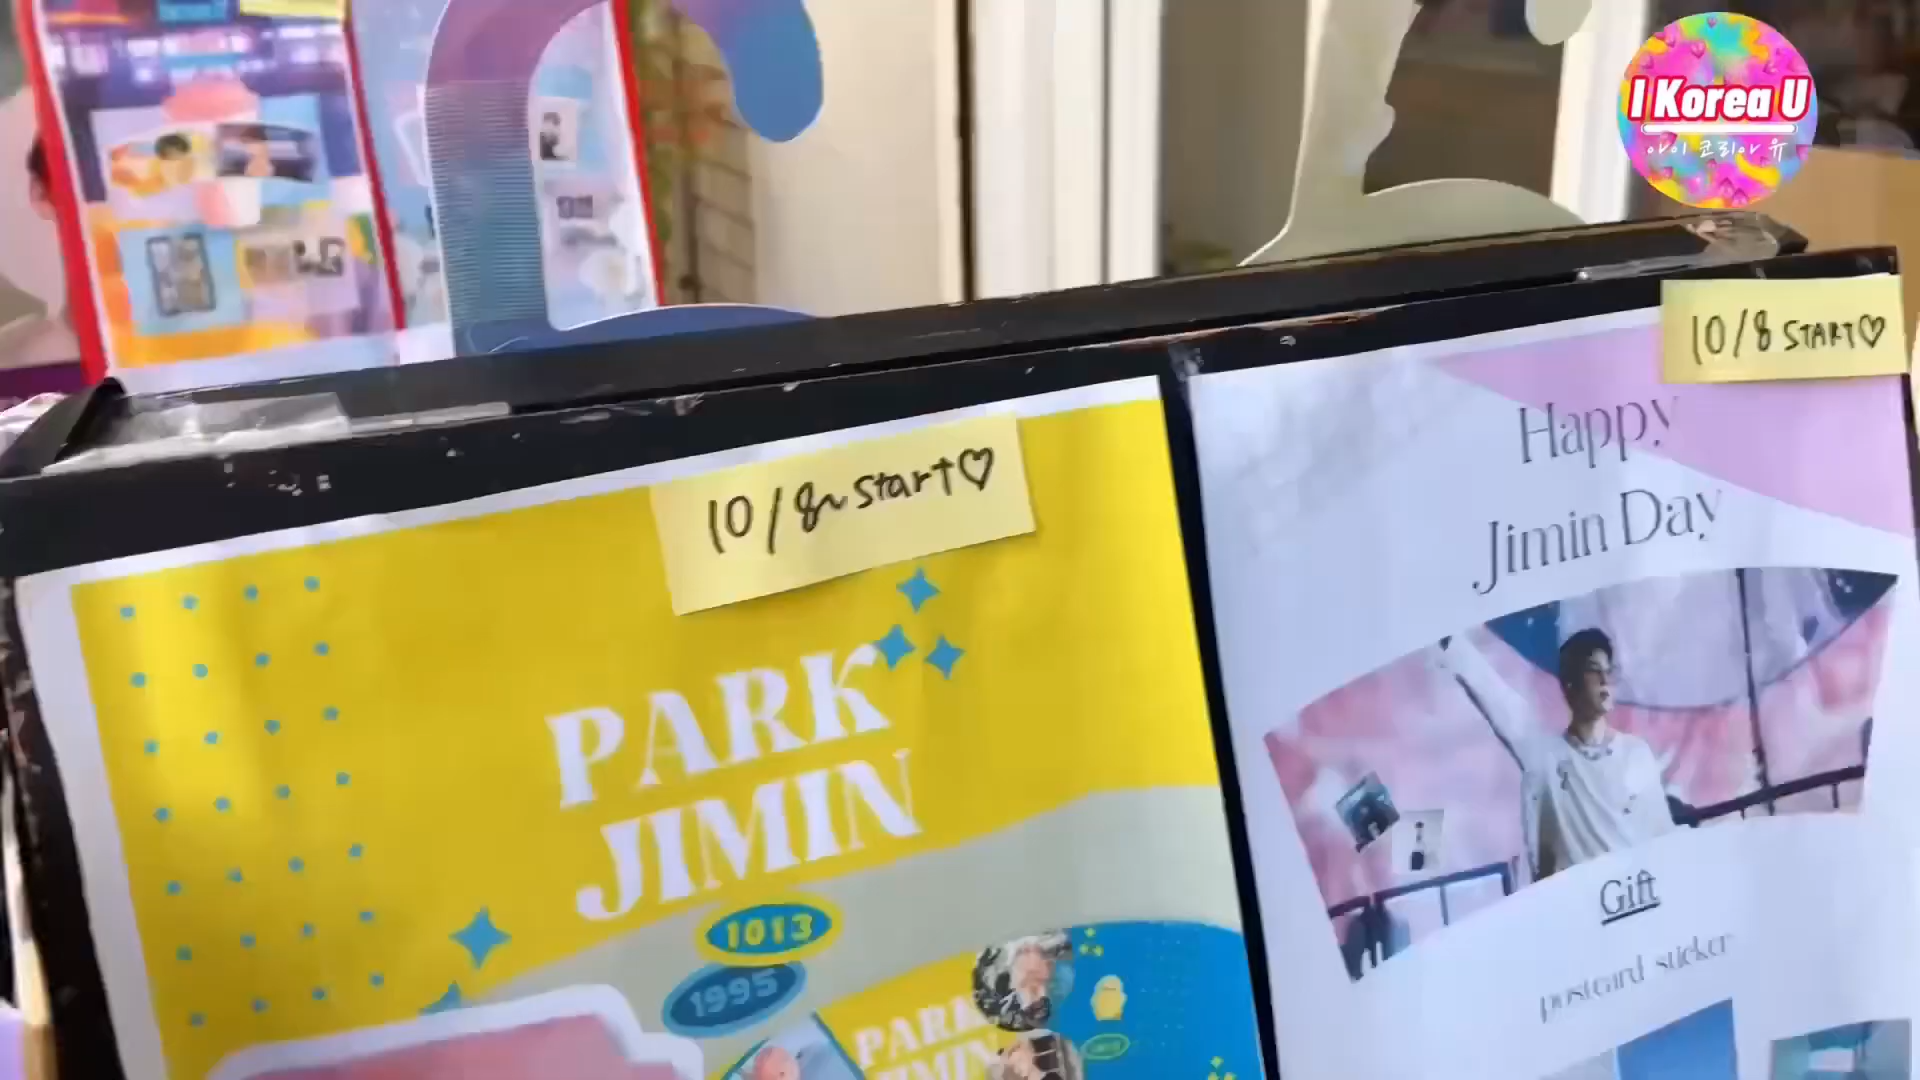 I Korea U
아이 코리아 유
10/8~ start♡
PARK
JIMIN
1013
1995
PARK
JIMIN
10/8 START♡
Happy
Jimin Day
Gift
postcard sticker